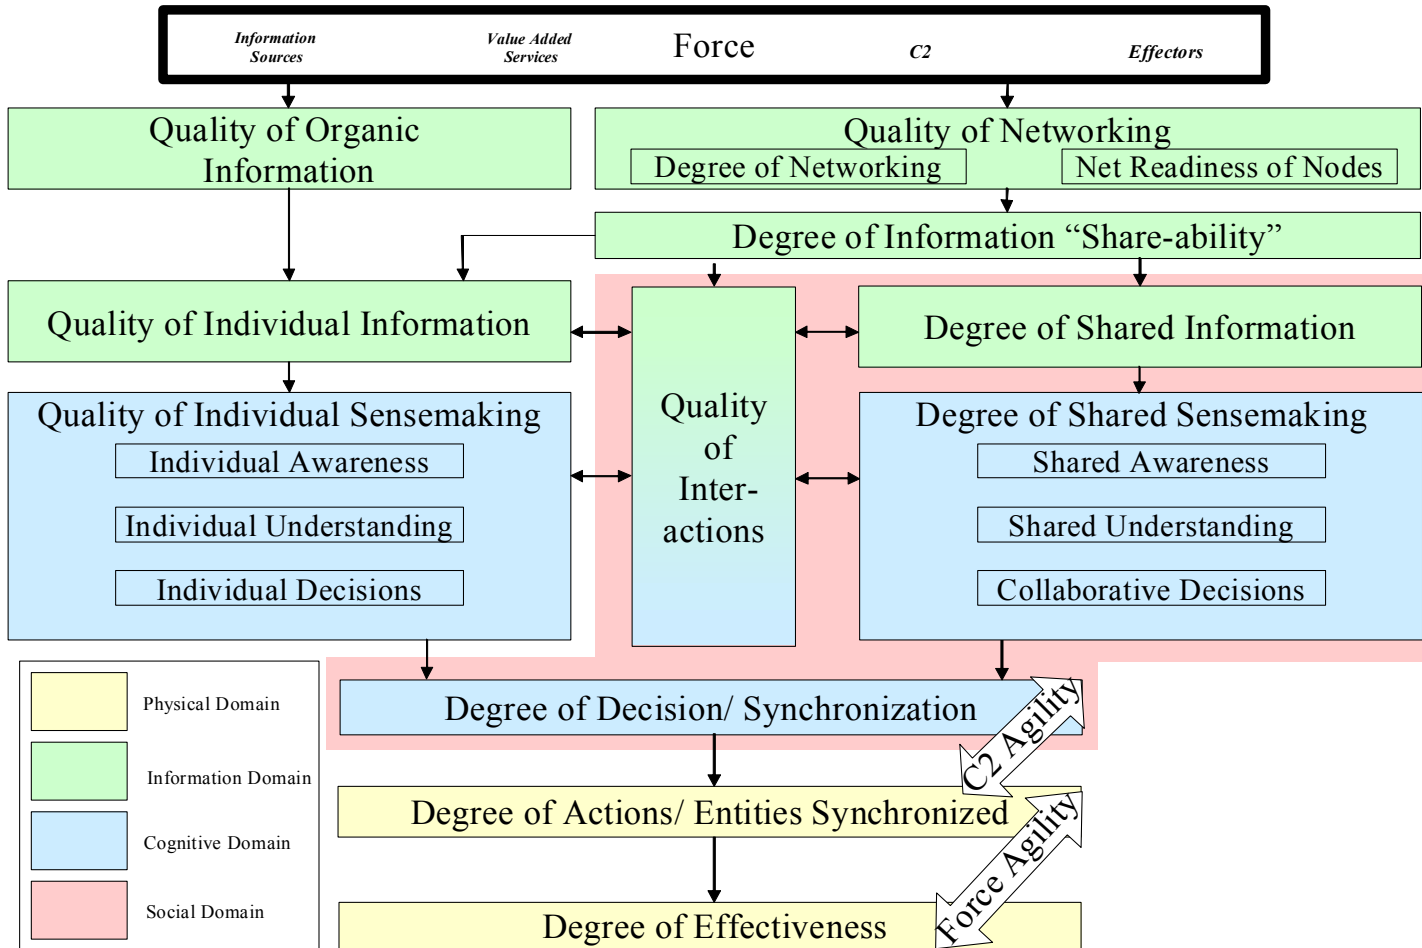 Information
Sources
Value Added
Services
Force
C2
Effectors
Quality of Organic
Information
Quality of Networking
Degree of Networking
Net Readiness of Nodes
Degree of Information “Share-ability”
Quality of Individual Information
Degree of Shared Information
Quality
of
Inter-
actions
Quality of Individual Sensemaking
Individual Awareness
Individual Understanding
Individual Decisions
Degree of Shared Sensemaking
Shared Awareness
Shared Understanding
Collaborative Decisions
Degree of Decision/ Synchronization
C2 Agility
Degree of Actions/ Entities Synchronized
Force Agility
Degree of Effectiveness
Physical Domain
Information Domain
Cognitive Domain
Social Domain